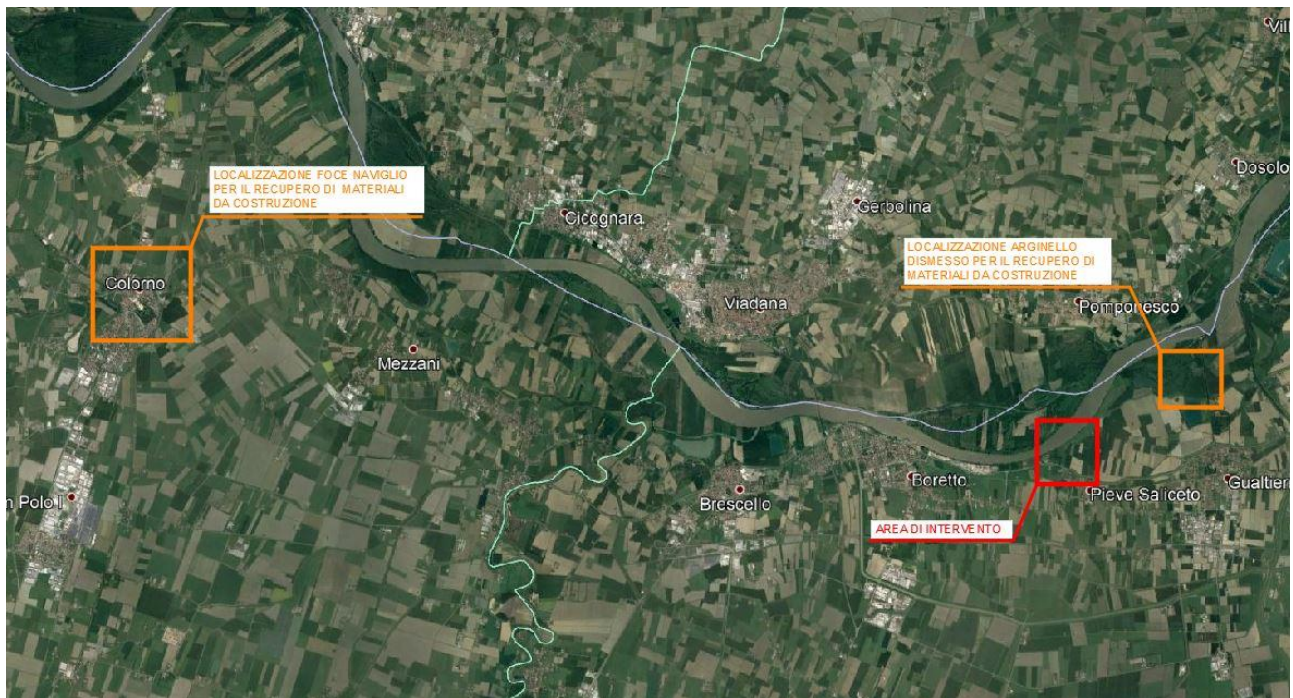 Vill
Dosolo
LOCALIZZAZIONE FOCE NAVIGLIO
PER IL RECUPERO DI MATERIALI
DA COSTRUZIONE
Cicognara
Gerbolina
LOCALIZZAZIONE ARGINELLO
DISMESSO PER IL RECUPERO DI
MATERIALI DA COSTRUZIONE
Colorno
Viadana
Pomponesco
Mezzani
Boretto
Brescello
Pieve Saliceto
Gualtieri
n Polo I
AREA DI INTERVENTO